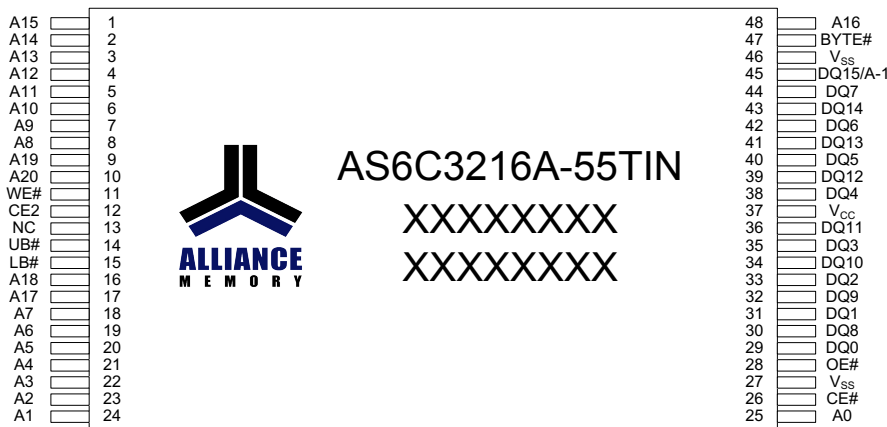 A15 1 48 A16
A14 2 47 BYTE#
A13 3 46 VSS
A12 4 45 DQ15/A-1
A11 5 44 DQ7
A10 6 43 DQ14
A9 7 42 DQ6
A8 8 41 DQ13
A19 9 40 DQ5
A20 10 39 DQ12
WE# 11 38 DQ4
CE2 12 37 VCC
NC 13 36 DQ11
UB# 14 35 DQ3
LB# 15 34 DQ10
A18 16 33 DQ2
A17 17 32 DQ9
A7 18 31 DQ1
A6 19 30 DQ8
A5 20 29 DQ0
A4 21 28 OE#
A3 22 27 VSS
A2 23 26 CE#
A1 24 25 A0
ALLIANCE
MEMORY
AS6C3216A-55TIN
XXXXXXXX
XXXXXXXX